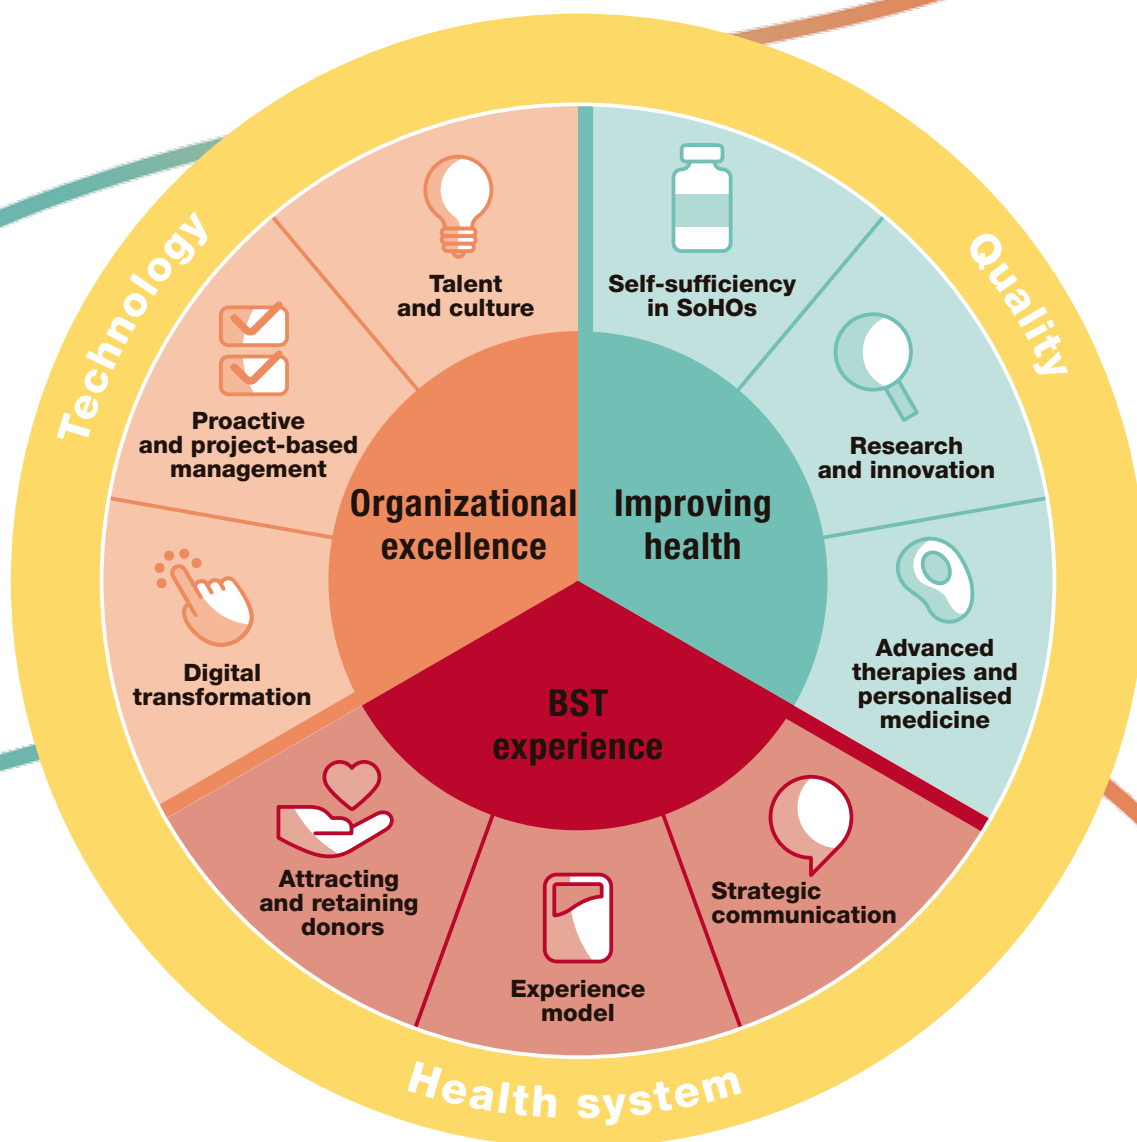 Technology
Quality
Health system
Talent
and culture
Self-sufficiency
in SoHOs
Proactive
and project-based
management
Research
and innovation
Organizational
excellence
Improving
health
Digital
transformation
Advanced
therapies and
personalised
medicine
BST
experience
Attracting
and retaining
donors
Strategic
communication
Experience
model